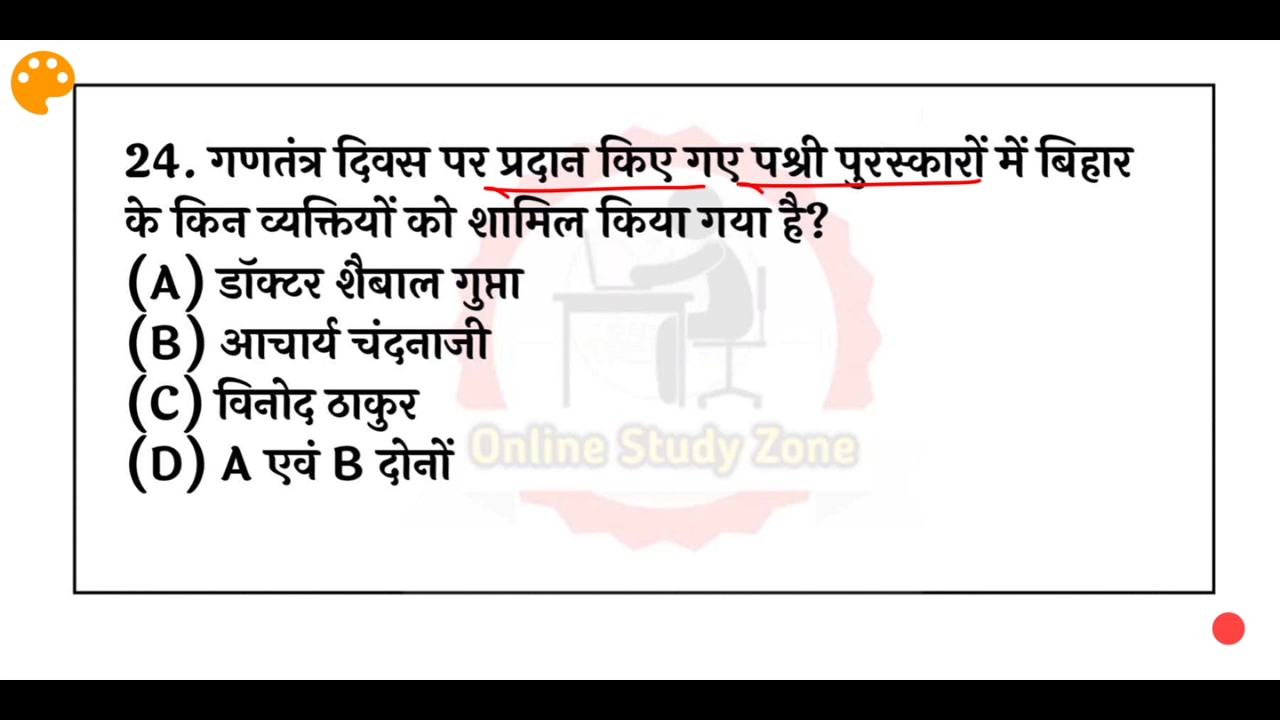 24. गणतंत्र दिवस पर प्रदान किए गए पश्री पुरस्कारों में बिहार
के किन व्यक्तियों को शामिल किया गया है?
(A) डॉक्टर शैबाल गुप्ता
(B) आचार्य चंदनाजी
(C) विनोद ठाकुर
(D) A एवं B दोनों
Online Study Zone